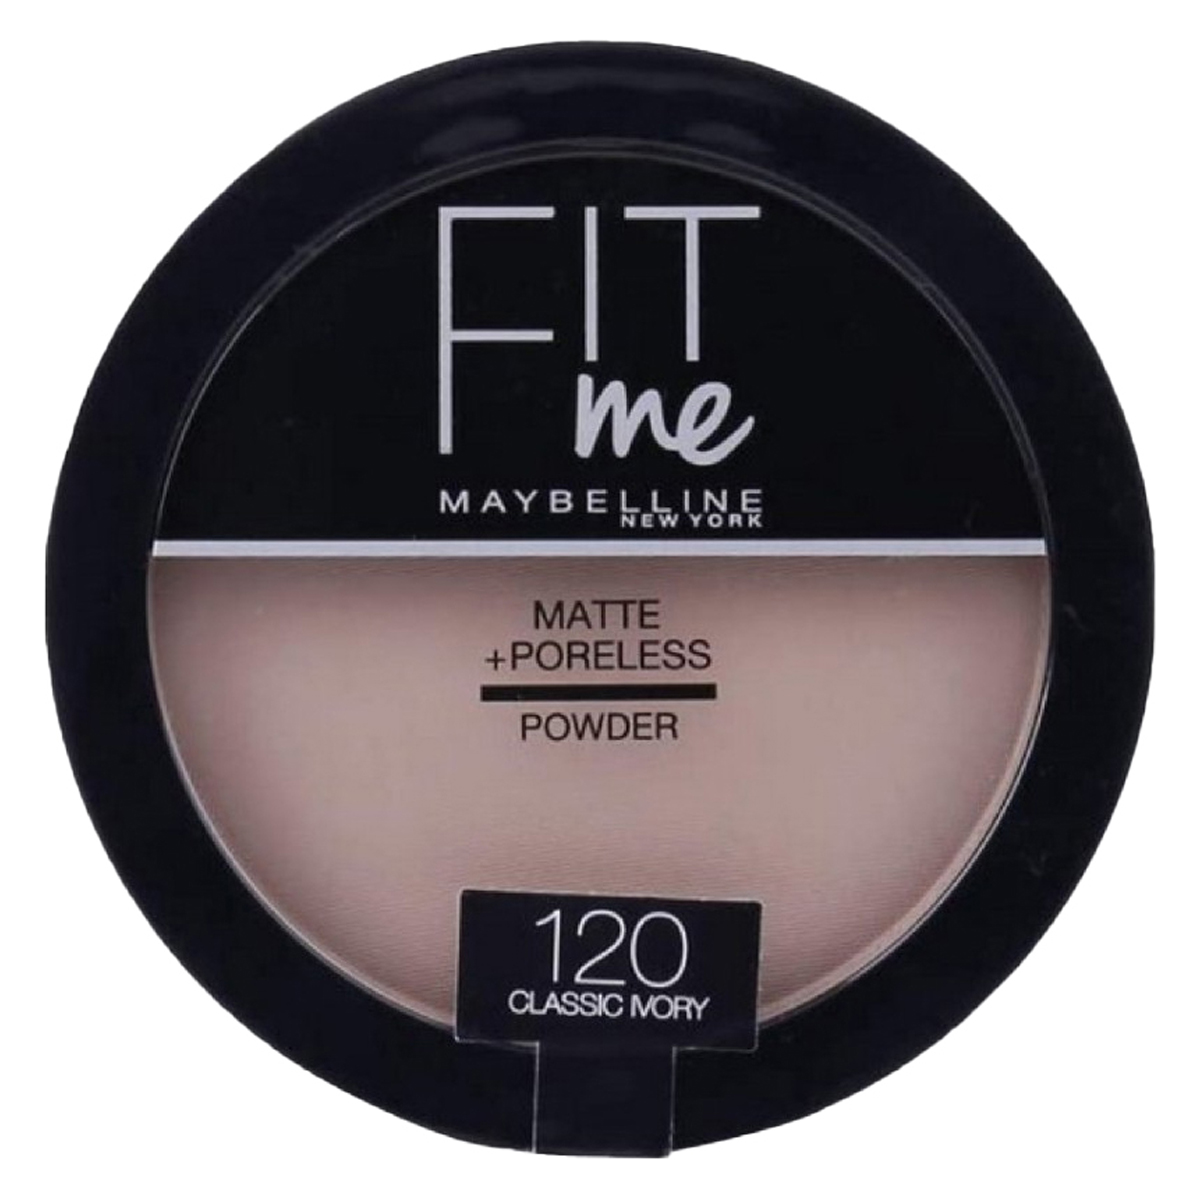 FIT
me
MAYBELLINE
NEW YORK
MATTE
+PORELESS
POWDER
120
CLASSIC IVORY